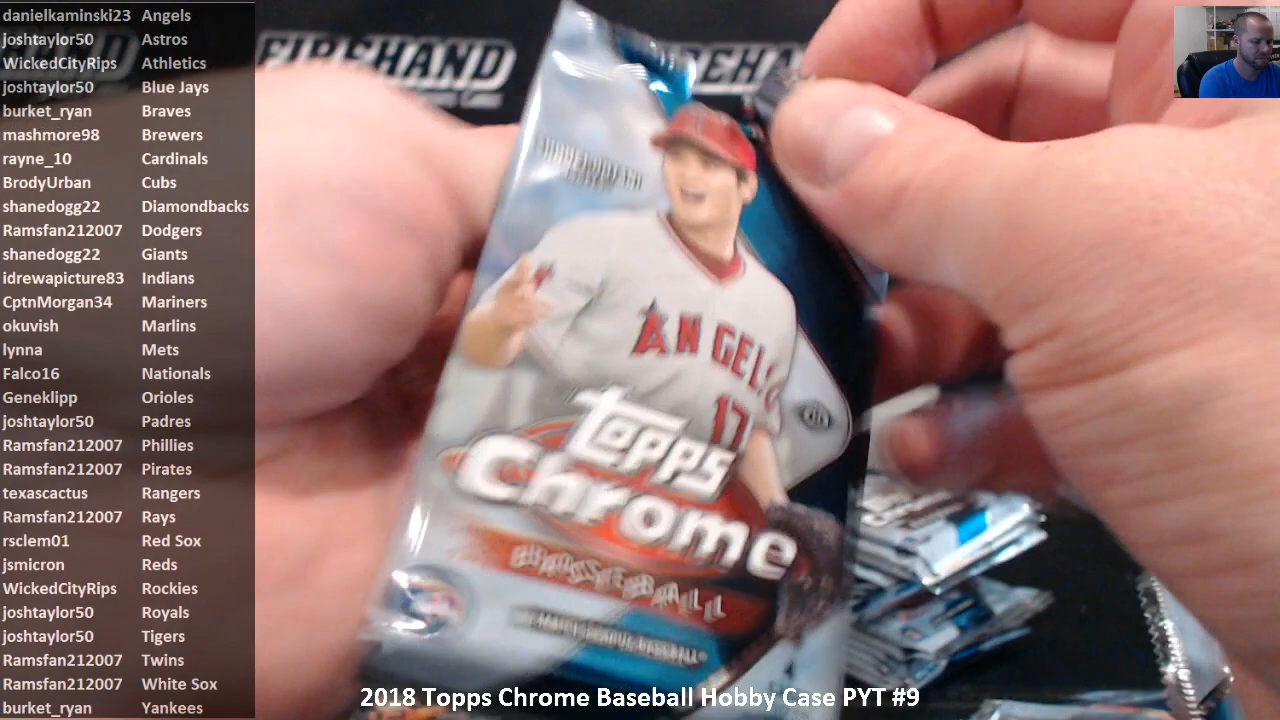 danielkaminski23 Angels
joshtaylor50 Astros
WickedCityRips Athletics
joshtaylor50 Blue Jays
burket_ryan Braves
mashmore98 Brewers
rayne_10 Cardinals
BrodyUrban Cubs
shanedogg22 Diamondbacks
Ramsfan212007 Dodgers
shanedogg22 Giants
idrewapicture83 Indians
CptnMorgan34 Mariners
okuvish Marlins
lynna Mets
Falco16 Nationals
Geneklipp Orioles
joshtaylor50 Padres
Ramsfan212007 Phillies
Ramsfan212007 Pirates
texascactus Rangers
Ramsfan212007 Rays
rsclem01 Red Sox
jsmicron Reds
WickedCityRips Rockies
joshtaylor50 Royals
joshtaylor50 Tigers
Ramsfan212007 Twins
Ramsfan212007 White Sox
burket_ryan Yankees
FIREHAND
FIREHA
ANGELS
17
Topps
Chrome
BASEBALL
2018 Topps Chrome Baseball Hobby Case PYT #9